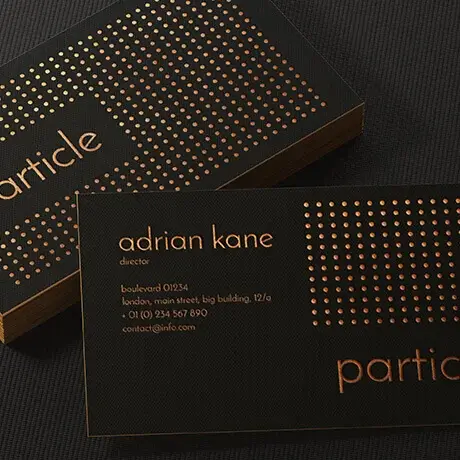 article
adrian kane
director
boulevard 01234
london, main street, big building, 12/a
+ 01 (0) 234 567 890
contact@info.com
partic